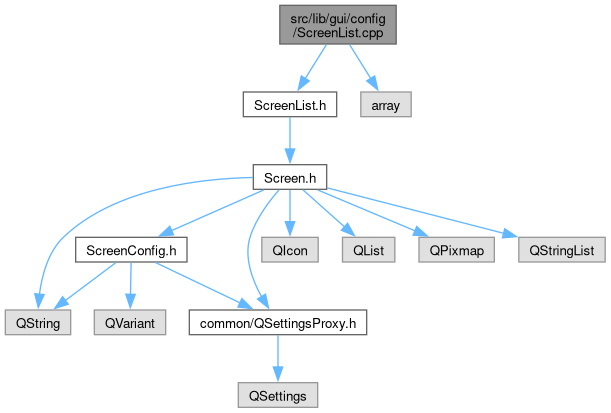 src/lib/gui/config
/ScreenList.cpp
ScreenList.h
array
Screen.h
ScreenConfig.h
QIcon
QList
QPixmap
QStringList
QString
QVariant
common/QSettingsProxy.h
QSettings